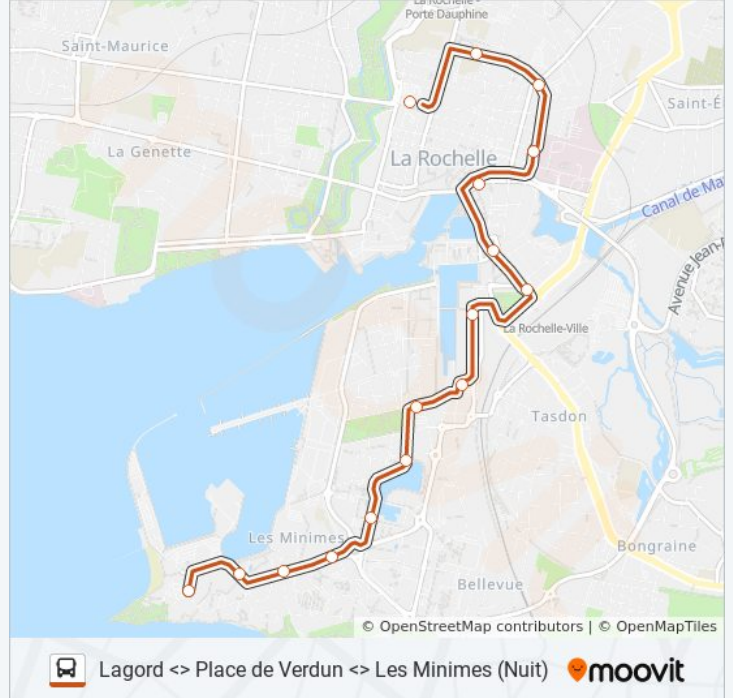 La Rochelle -
Porte Dauphine
Saint-Maurice
Saint-É
La Genette
La Rochelle
Canal de Ma
Avenue Jean-
La Rochelle-Ville
Tasdon
Les Minimes
Bongraine
Bellevue
© OpenStreetMap contributors | © OpenMapTiles
Lagord <> Place de Verdun <> Les Minimes (Nuit)
moovit